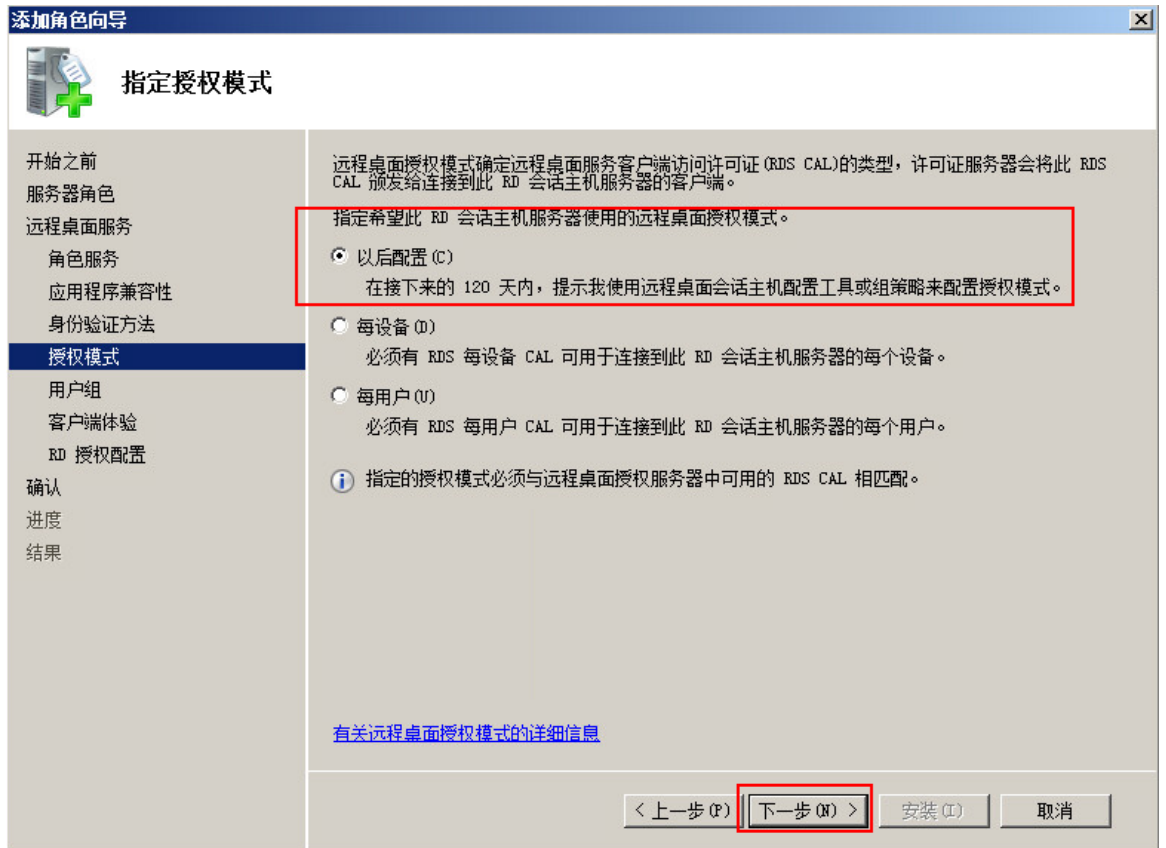 添加角色向导
指定授权模式
开始之前
服务器角色
远程桌面服务
角色服务
应用程序兼容性
身份验证方法
授权模式
用户组
客户端体验
RD 授权配置
确认
进度
结果
远程桌面授权模式确定远程桌面服务客户端访问许可证(RDS CAL)的类型，许可证服务器会将此 RDS
CAL 颁发给连接到此 RD 会话主机服务器的客户端。
指定希望此 RD 会话主机服务器使用的远程桌面授权模式。
以后配置(C)
在接下来的 120 天内，提示我使用远程桌面会话主机配置工具或组策略来配置授权模式。
每设备(D)
必须有 RDS 每设备 CAL 可用于连接到此 RD 会话主机服务器的每个设备。
每用户(U)
必须有 RDS 每用户 CAL 可用于连接到此 RD 会话主机服务器的每个用户。
指定的授权模式必须与远程桌面授权服务器中可用的 RDS CAL 相匹配。
有关远程桌面授权模式的详细信息
< 上一步(P) 下一步(N) > 安装(I) 取消